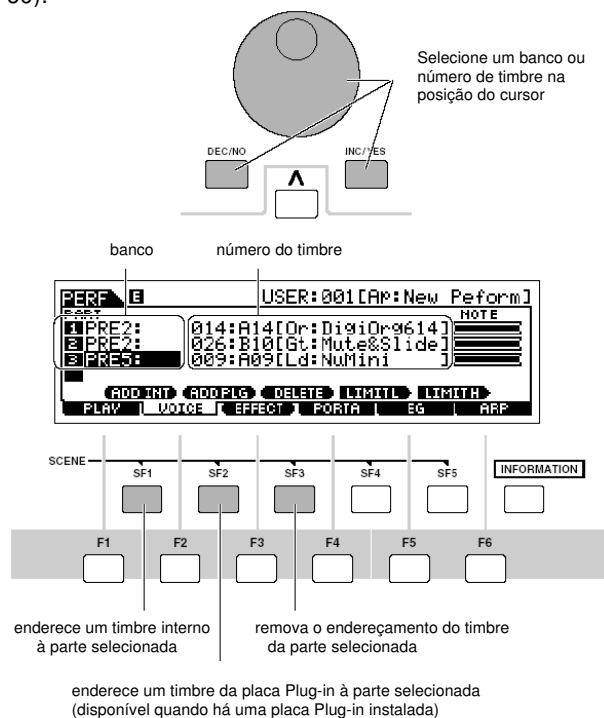 Selecione um banco ou
número de timbre na
posição do cursor
DEC/NO
INC/YES
banco
número do timbre
PERF E USER:001[Ap:New Peform]
PART NOTE
1 PRE2: 014:A14[Or:DigiOrg614]
2 PRE2: 026:B10[Gt:Mute&Slide]
3 PRE5: 009:A09[Ld:NuMini ]
ADD INT ADD PLG DELETE LIMITL LIMITH
PLAY VOICE EFFECT PORTA EG ARP
SCENE
SF1 SF2 SF3 SF4 SF5 INFORMATION
F1 F2 F3 F4 F5 F6
enderece um timbre interno
à parte selecionada
remova o endereçamento do timbre
da parte selecionada
enderece um timbre da placa Plug-in à parte selecionada
(disponível quando há uma placa Plug-in instalada)